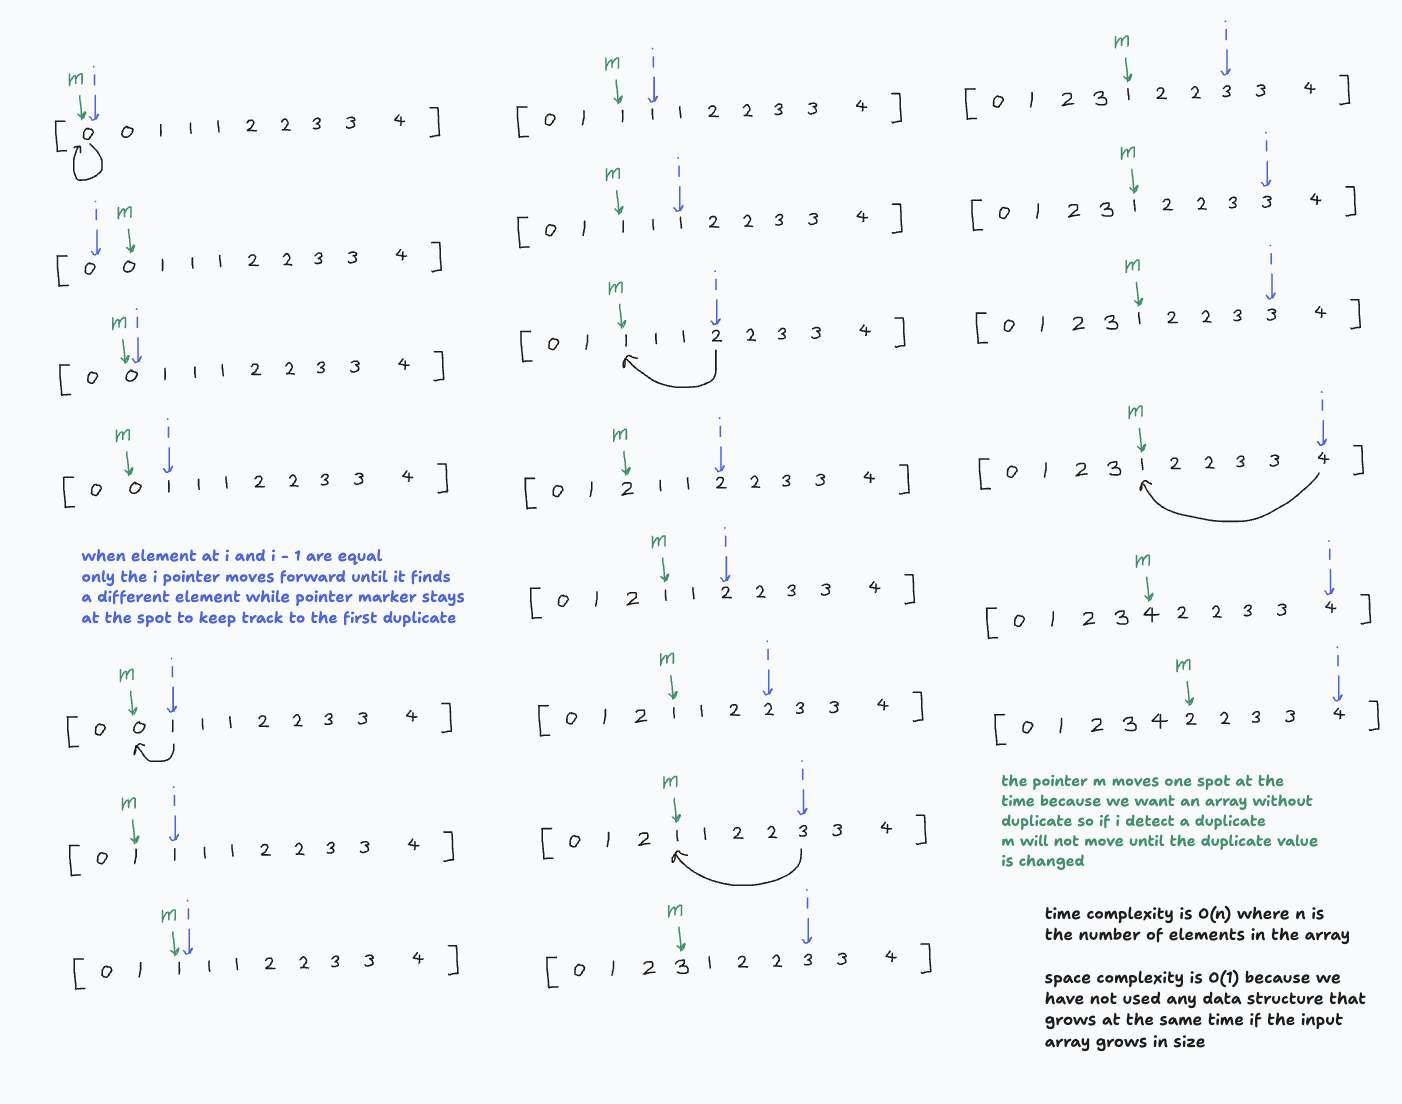 m i
[ 0 0 1 1 1 2 2 3 3 4 ]
i m
[ 0 0 1 1 1 2 2 3 3 4 ]
m i
[ 0 0 1 1 1 2 2 3 3 4 ]
m i
[ 0 0 1 1 1 2 2 3 3 4 ]
when element at i and i - 1 are equal
only the i pointer moves forward until it finds
a different element while pointer marker stays
at the spot to keep track to the first duplicate
m i
[ 0 0 1 1 1 2 2 3 3 4 ]
m i
[ 0 1 1 1 1 2 2 3 3 4 ]
m i
[ 0 1 1 1 1 2 2 3 3 4 ]
m i
[ 0 1 1 1 1 2 2 3 3 4 ]
m i
[ 0 1 1 1 1 2 2 3 3 4 ]
m i
[ 0 1 1 1 1 2 2 3 3 4 ]
m i
[ 0 1 2 1 1 2 2 3 3 4 ]
m i
[ 0 1 2 1 1 2 2 3 3 4 ]
m i
[ 0 1 2 1 1 2 2 3 3 4 ]
m i
[ 0 1 2 1 1 2 2 3 3 4 ]
m i
[ 0 1 2 3 1 2 2 3 3 4 ]
m i
[ 0 1 2 3 1 2 2 3 3 4 ]
m i
[ 0 1 2 3 1 2 2 3 3 4 ]
m i
[ 0 1 2 3 1 2 2 3 3 4 ]
m i
[ 0 1 2 3 1 2 2 3 3 4 ]
m i
[ 0 1 2 3 4 2 2 3 3 4 ]
m i
[ 0 1 2 3 4 2 2 3 3 4 ]
the pointer m moves one spot at the
time because we want an array without
duplicate so if i detect a duplicate
m will not move until the duplicate value
is changed
time complexity is O(n) where n is
the number of elements in the array
space complexity is O(1) because we
have not used any data structure that
grows at the same time if the input
array grows in size